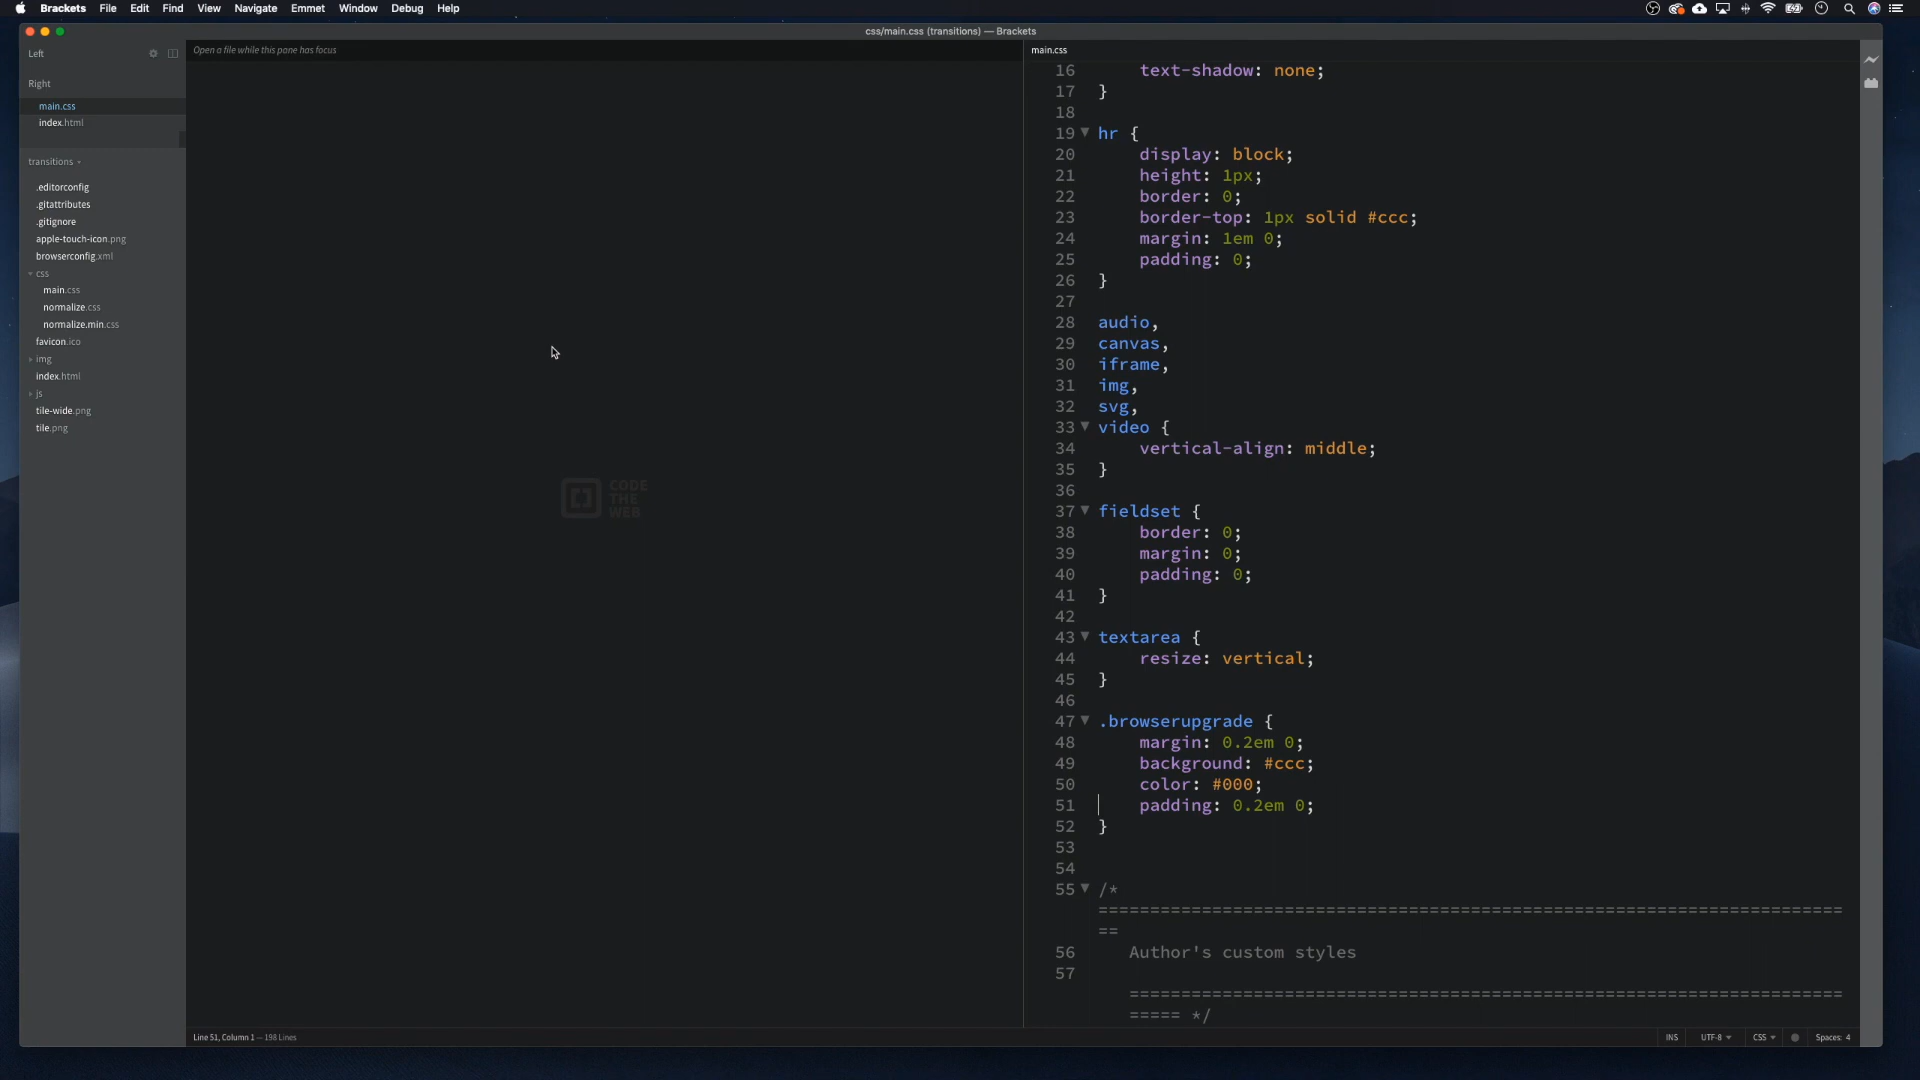 Brackets File Edit Find View Navigate Emmet Window Debug Help
css/main.css (transitions) — Brackets
Left
Right
main.css
index.html
transitions
.editorconfig
.gitattributes
.gitignore
apple-touch-icon.png
browserconfig.xml
css
main.css
normalize.css
normalize.min.css
favicon.ico
img
index.html
js
tile-wide.png
tile.png
Open a file while this pane has focus
CODE
THE
WEB
main.css
16 text-shadow: none;
17 }
18
19 hr {
20 display: block;
21 height: 1px;
22 border: 0;
23 border-top: 1px solid #ccc;
24 margin: 1em 0;
25 padding: 0;
26 }
27
28 audio,
29 canvas,
30 iframe,
31 img,
32 svg,
33 video {
34 vertical-align: middle;
35 }
36
37 fieldset {
38 border: 0;
39 margin: 0;
40 padding: 0;
41 }
42
43 textarea {
44 resize: vertical;
45 }
46
47 .browserupgrade {
48 margin: 0.2em 0;
49 background: #ccc;
50 color: #000;
51 padding: 0.2em 0;
52 }
53
54
55 /*
========================================================================
==
56 Author's custom styles
57
=====================================================================
===== */
Line 51, Column 1 — 198 Lines
INS UTF-8 CSS Spaces: 4